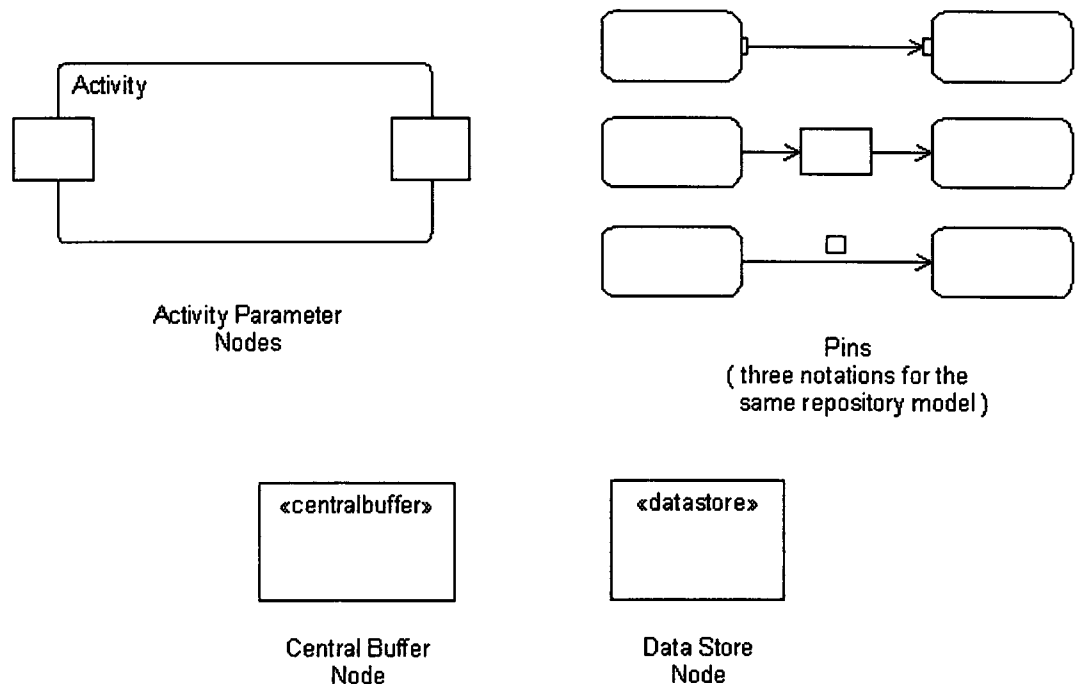 Activity
Activity Parameter
Nodes
Pins
( three notations for the
same repository model )
«centralbuffer»
«datastore»
Central Buffer
Node
Data Store
Node